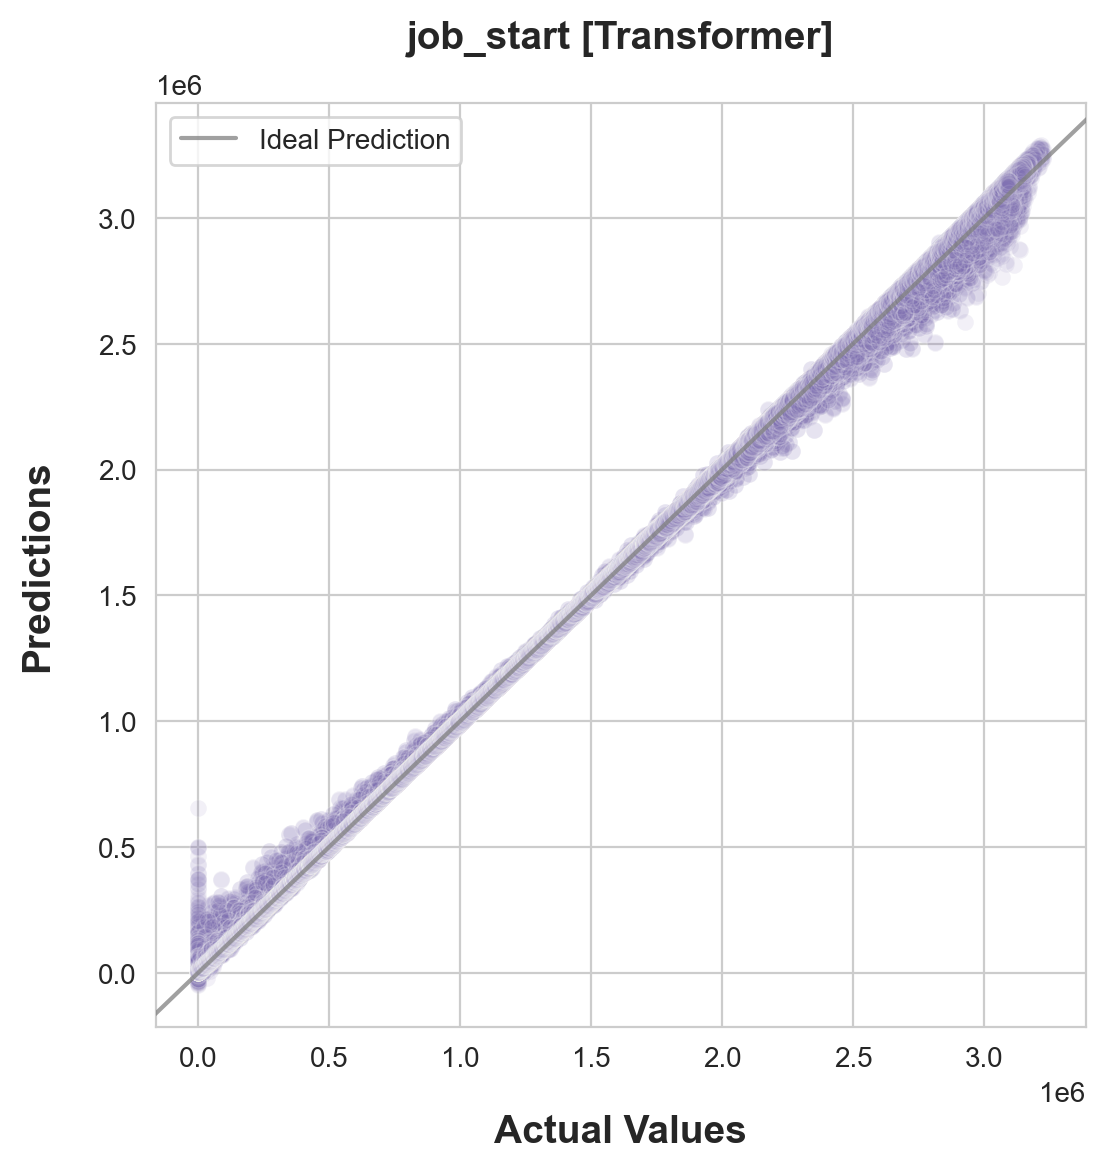 job_start [Transformer]
1e6
Ideal Prediction
3.0
2.5
2.0
1.5
1.0
0.5
0.0
Predictions
0.0 0.5 1.0 1.5 2.0 2.5 3.0
1e6
Actual Values